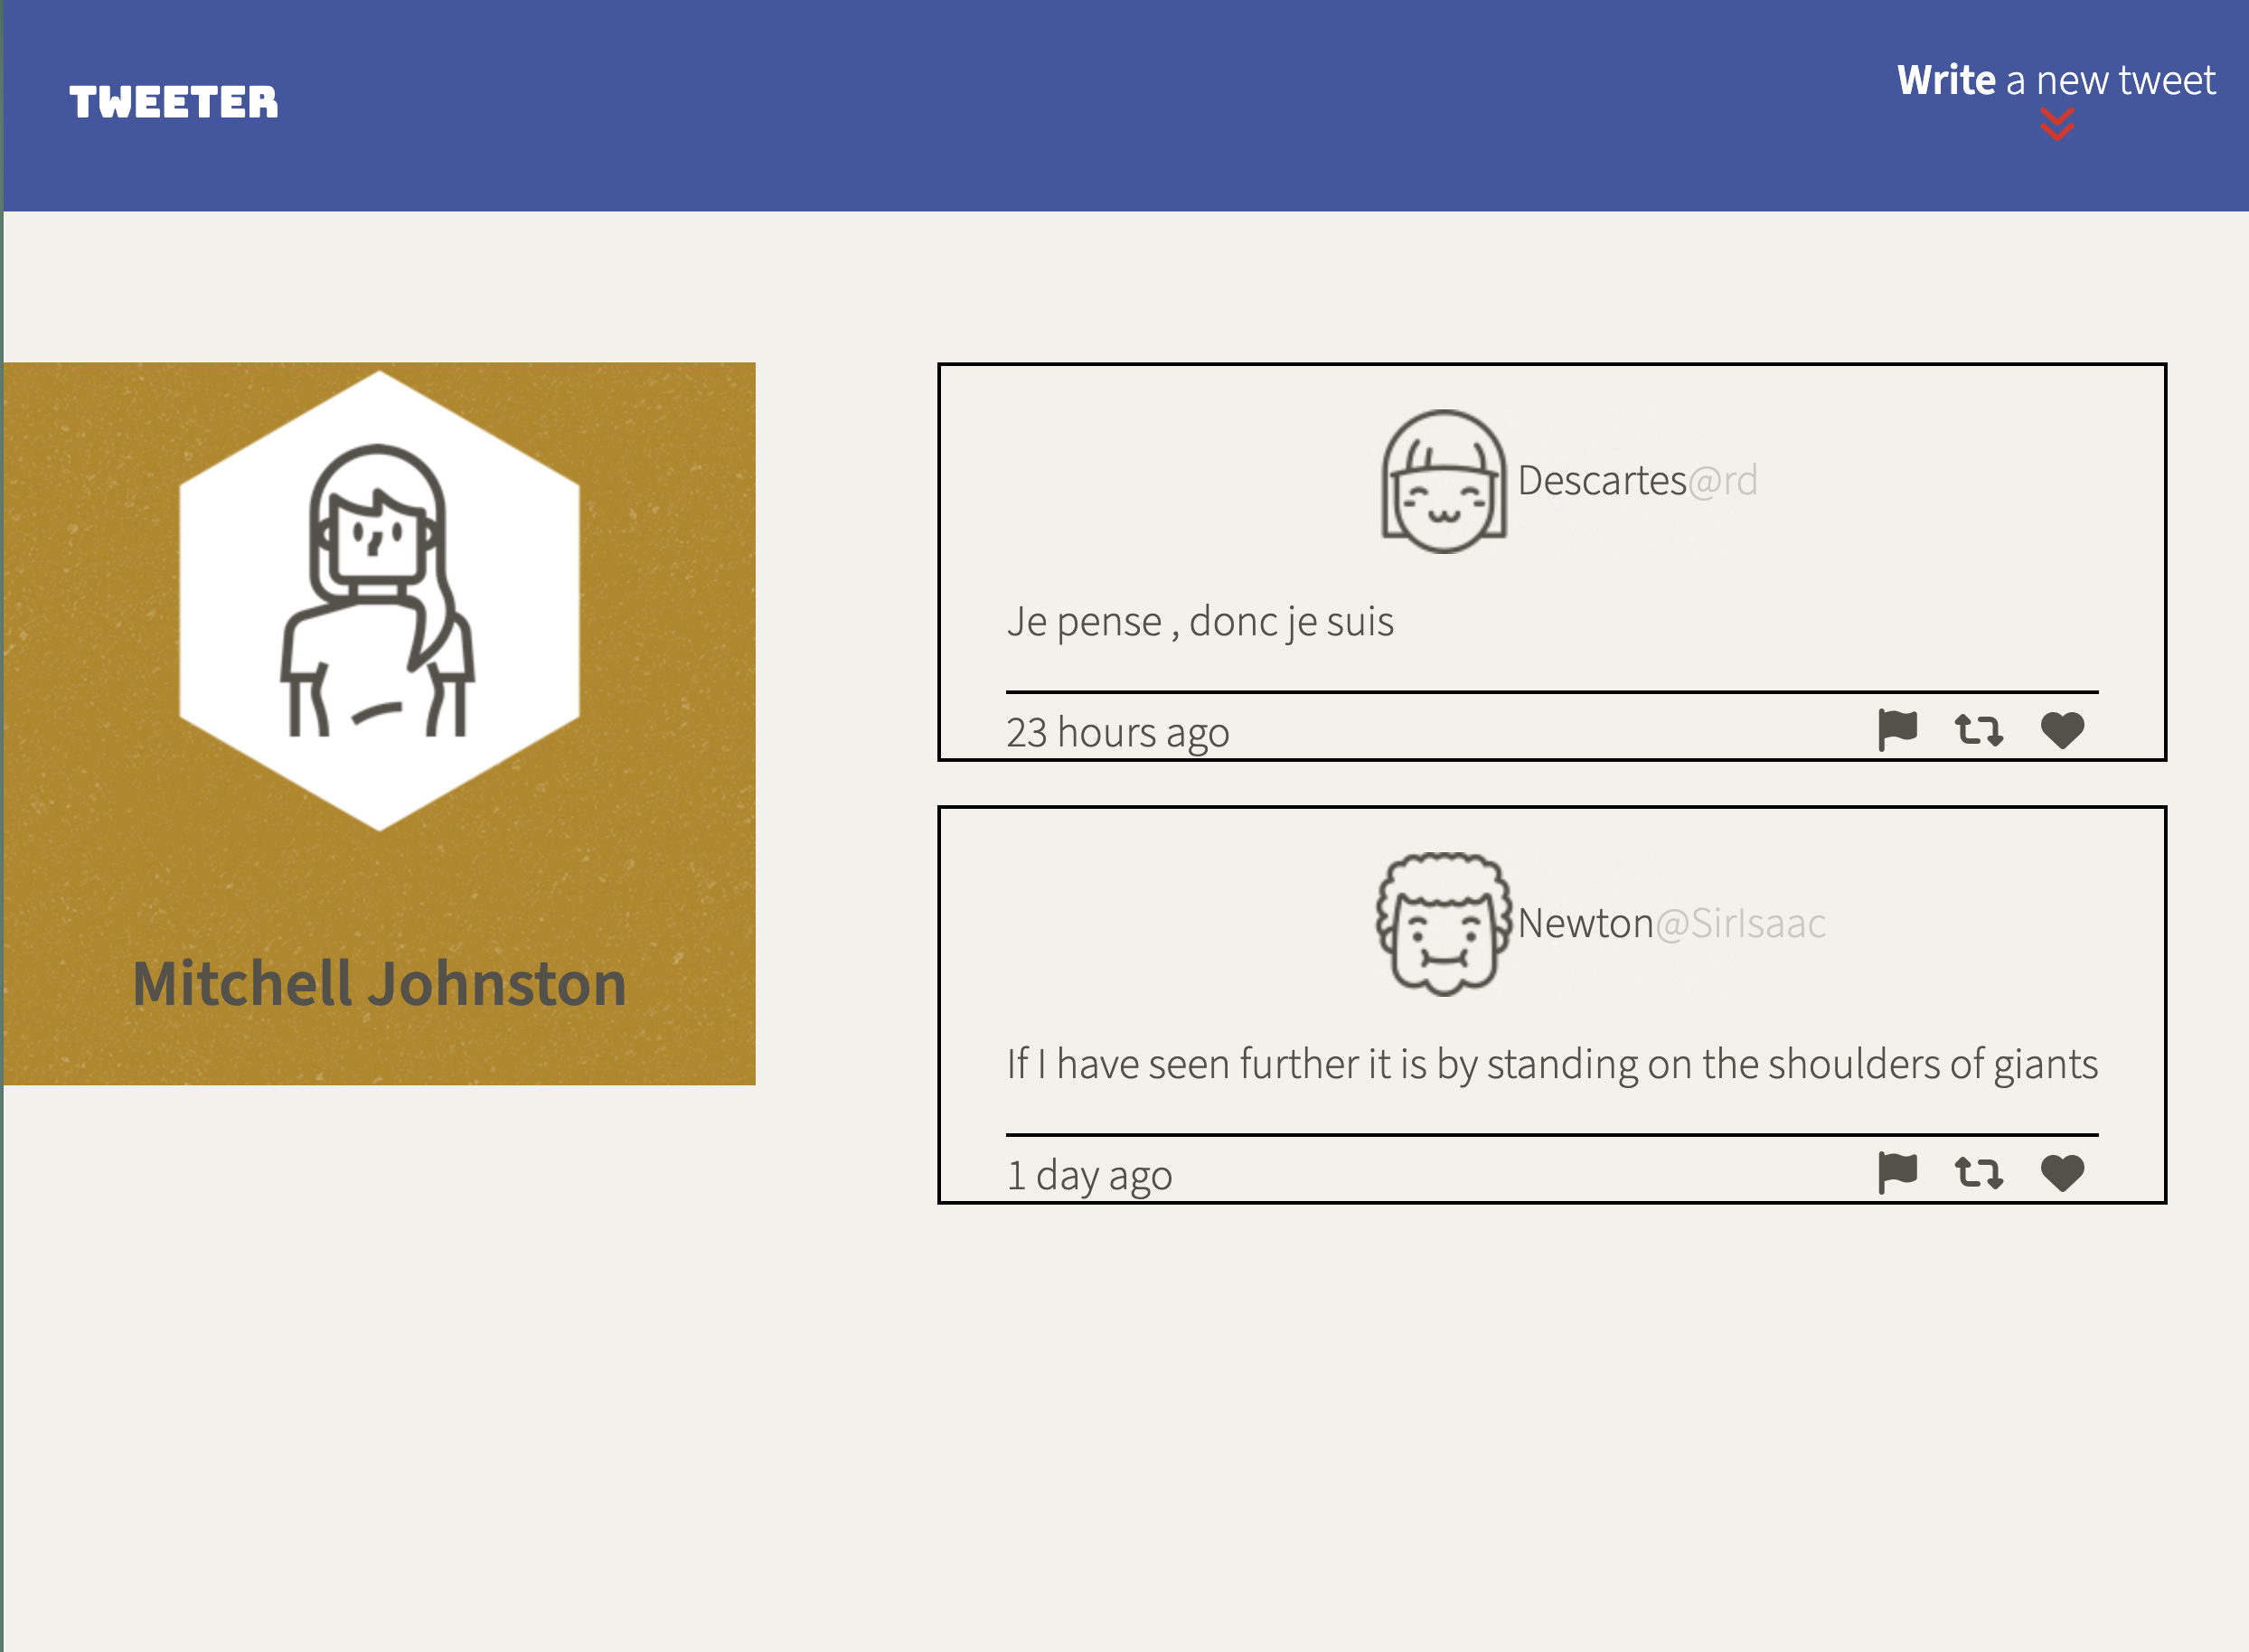 TWEETER
Write a new tweet
Mitchell Johnston
Descartes@rd
Je pense , donc je suis
23 hours ago
Newton@SirIsaac
If I have seen further it is by standing on the shoulders of giants
1 day ago